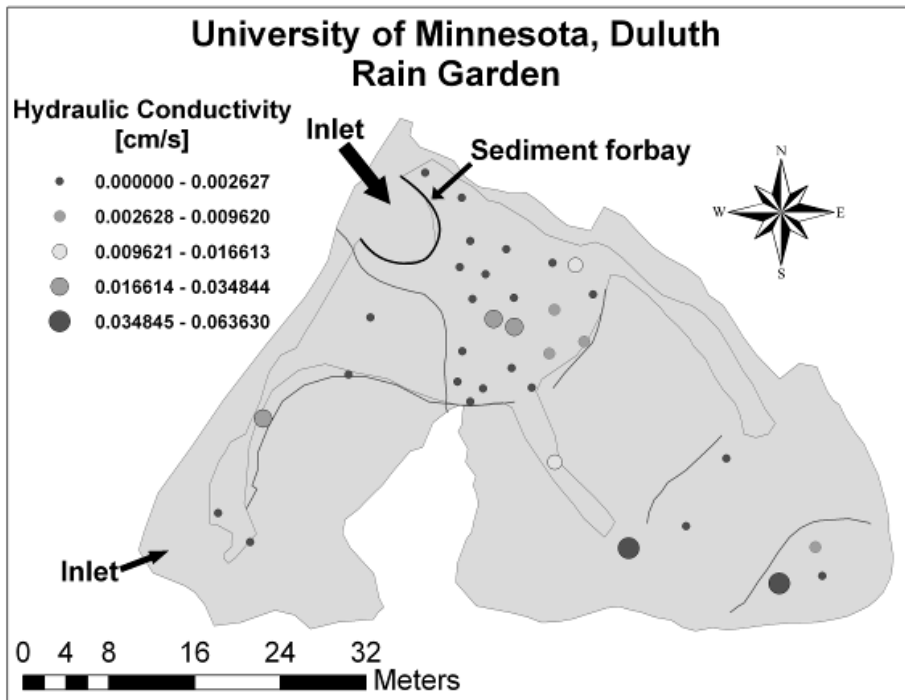 University of Minnesota, Duluth
Rain Garden
Hydraulic Conductivity
[cm/s]
0.000000 - 0.002627
0.002628 - 0.009620
0.009621 - 0.016613
0.016614 - 0.034844
0.034845 - 0.063630
Inlet
Sediment forbay
N
W E
S
Inlet
0 4 8 16 24 32
Meters